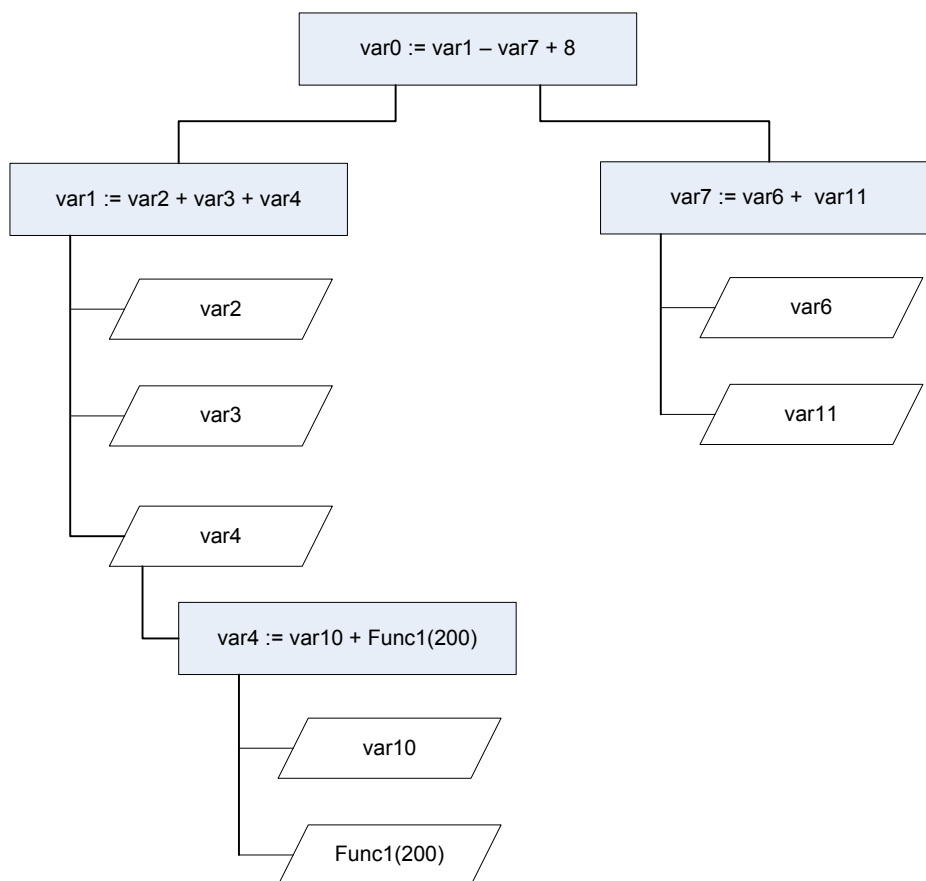 var0 := var1 – var7 + 8
var1 := var2 + var3 + var4
var7 := var6 +  var11
var2
var6
var3
var11
var4
var4 := var10 + Func1(200)
var10
Func1(200)